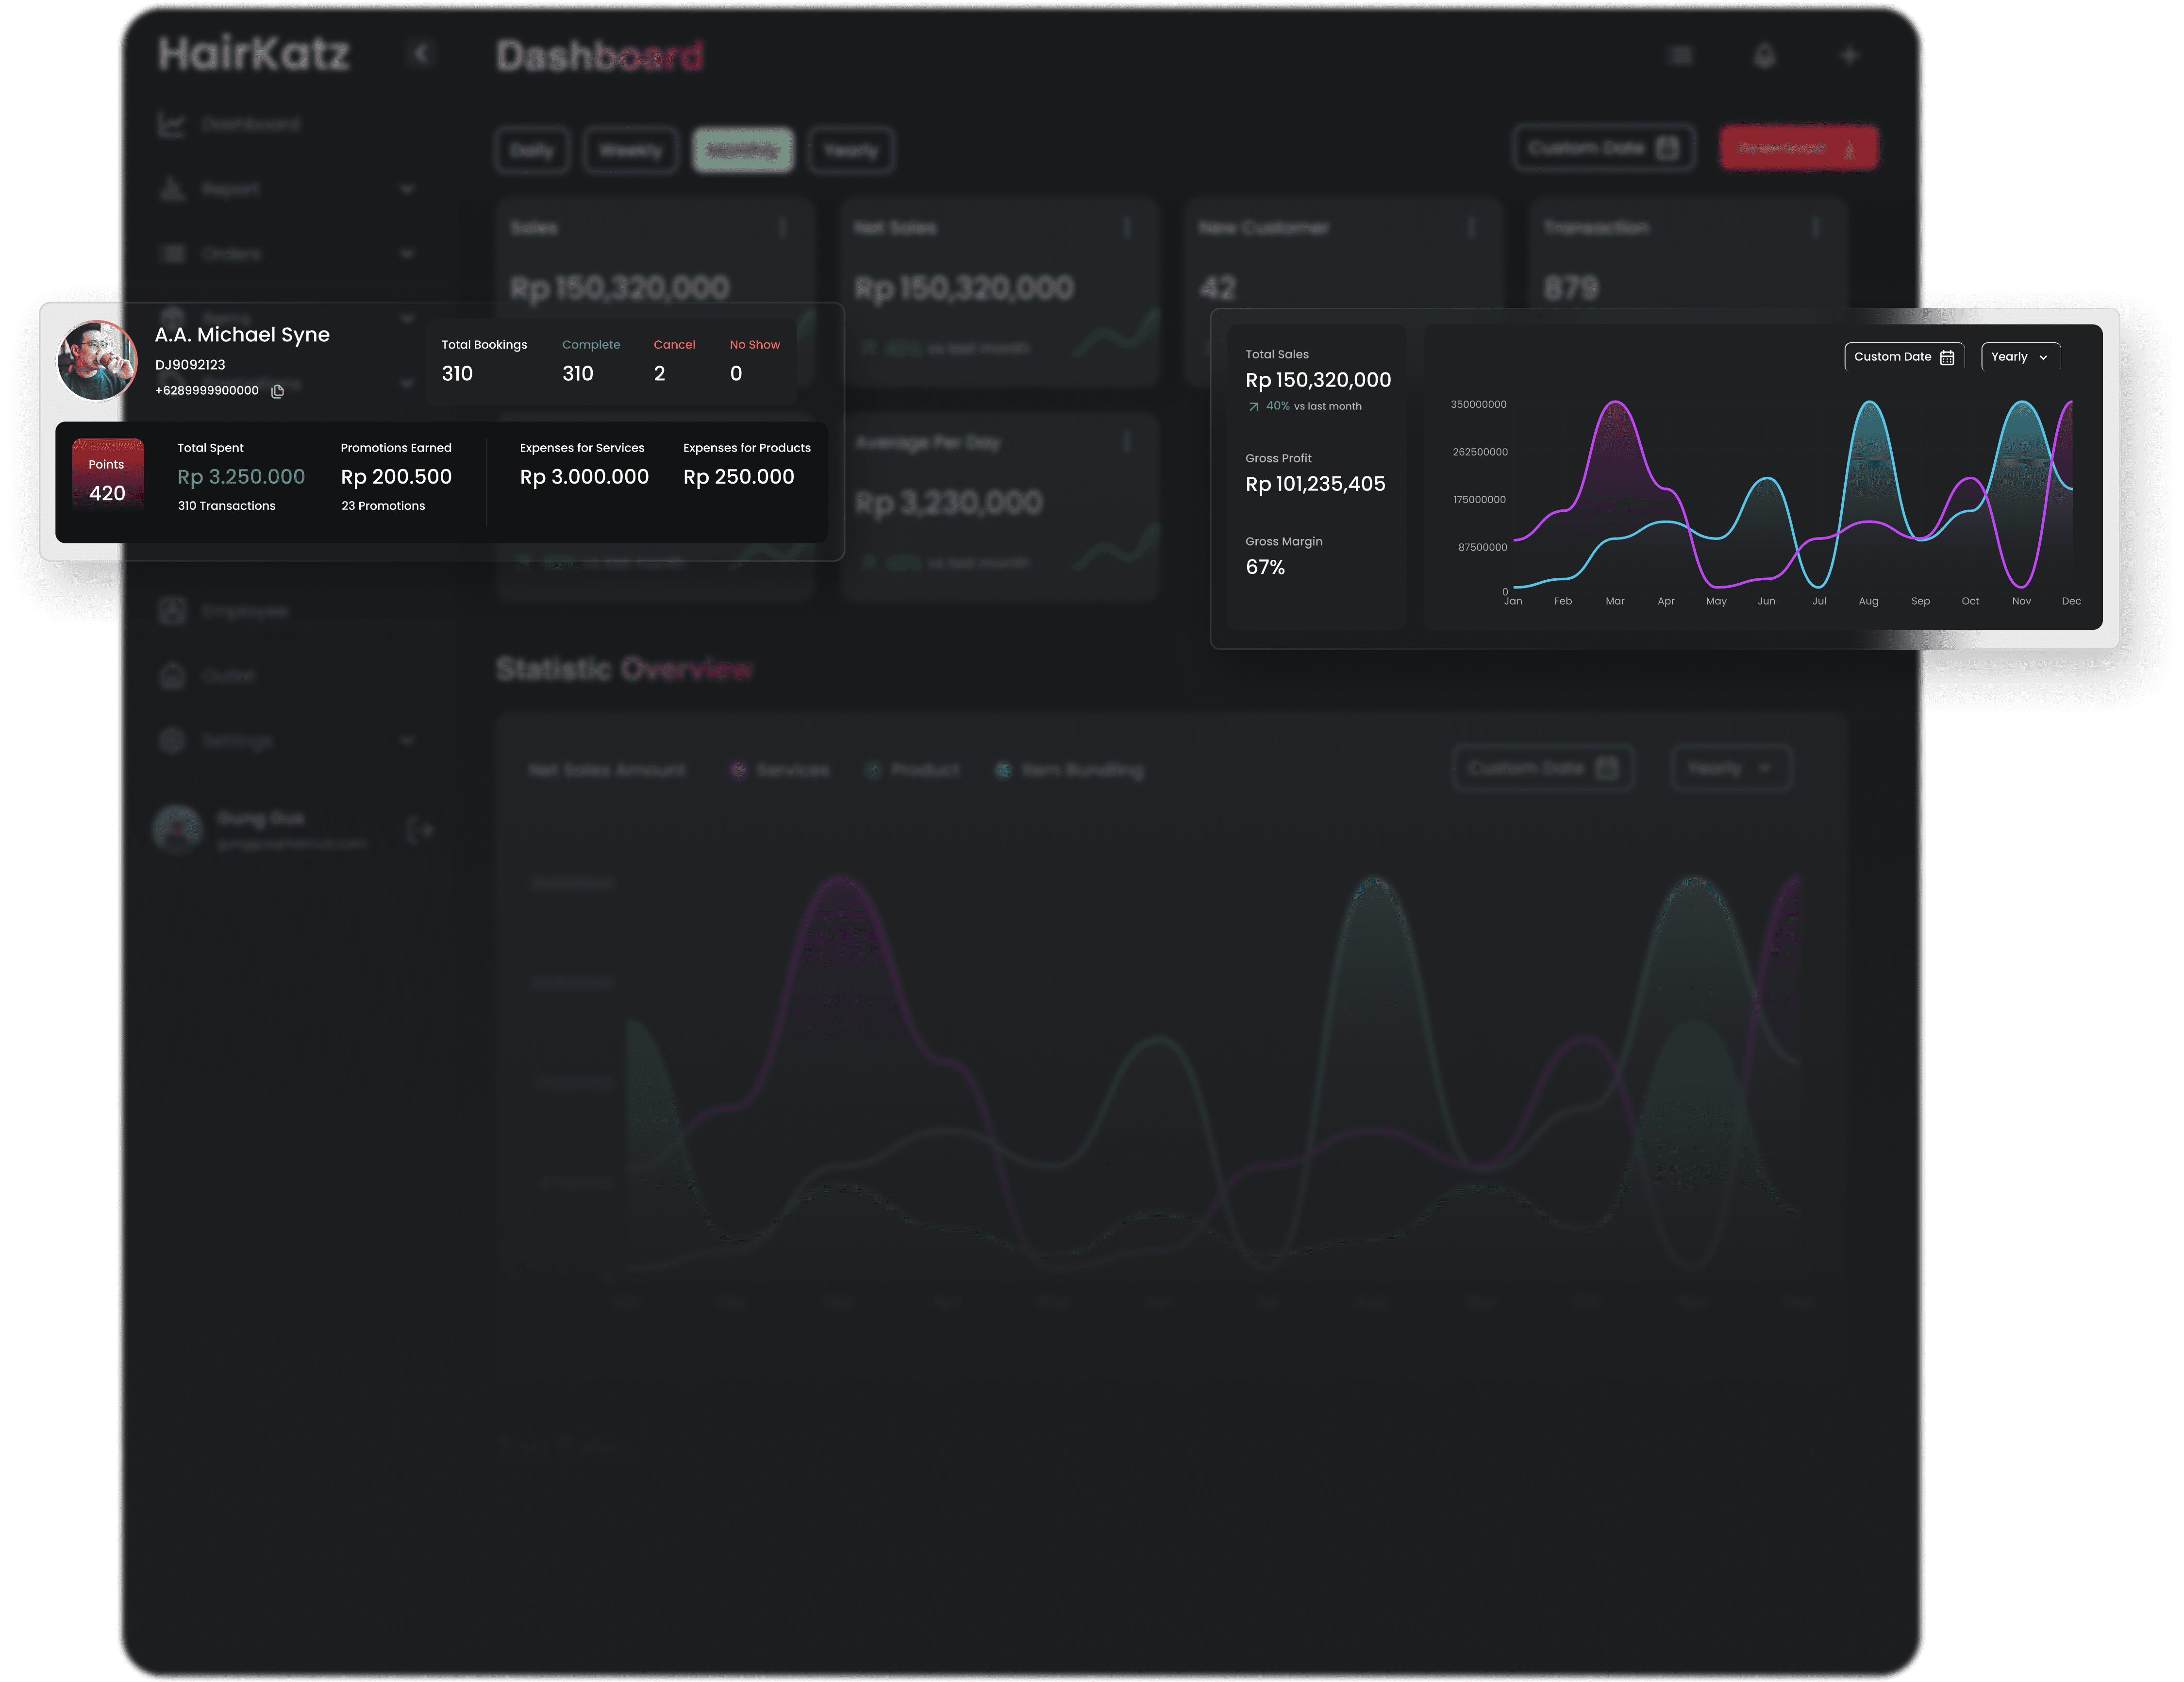 HairKatz
Dashboard
Dashboard
Report
Orders
Items
Employee
Outlet
Settings
Gung Gus
Daily
Weekly
Monthly
Yearly
Custom Date
Download
Sales
Rp 150,320,000
Net Sales
Rp 150,320,000
40% vs last month
New Customer
42
Transaction
879
A.A. Michael Syne
DJ9092123
+6289999900000
Total Bookings
310
Complete
310
Cancel
2
No Show
0
Points
420
Total Spent
Rp 3.250.000
310 Transactions
Promotions Earned
Rp 200.500
23 Promotions
Expenses for Services
Rp 3.000.000
Expenses for Products
Rp 250.000
40% vs last month
Average Per Day
Rp 3,230,000
40% vs last month
Total Sales
Rp 150,320,000
40% vs last month
Gross Profit
Rp 101,235,405
Gross Margin
67%
Custom Date
Yearly
350000000
262500000
175000000
87500000
0
Jan Feb Mar Apr May Jun Jul Aug Sep Oct Nov Dec
Statistic Overview
Net Sales Amount
Services
Product
Item Bundling
Custom Date
Yearly